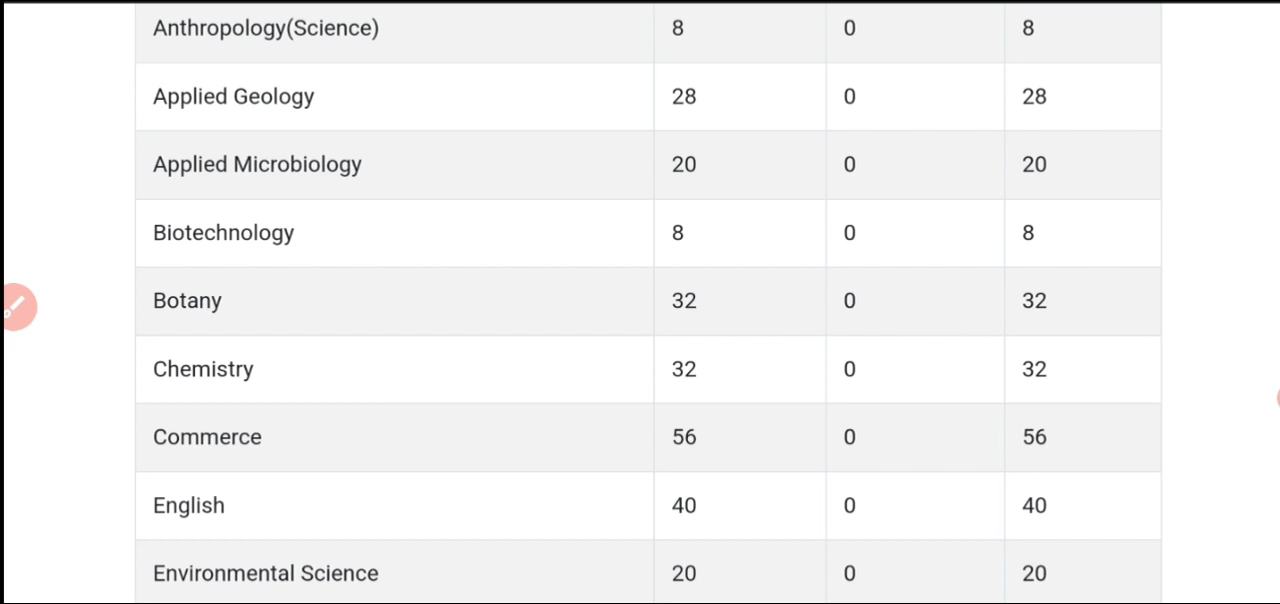 Anthropology(Science) 8 0 8
Applied Geology 28 0 28
Applied Microbiology 20 0 20
Biotechnology 8 0 8
Botany 32 0 32
Chemistry 32 0 32
Commerce 56 0 56
English 40 0 40
Environmental Science 20 0 20